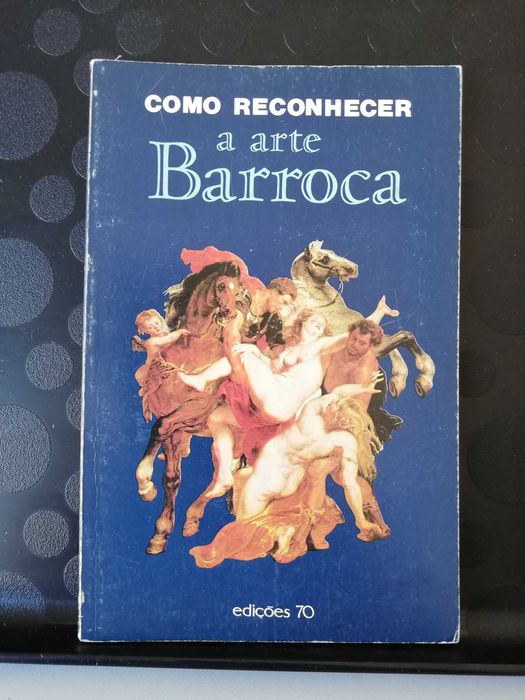 COMO RECONHECER
a arte
Barroca
edições 70